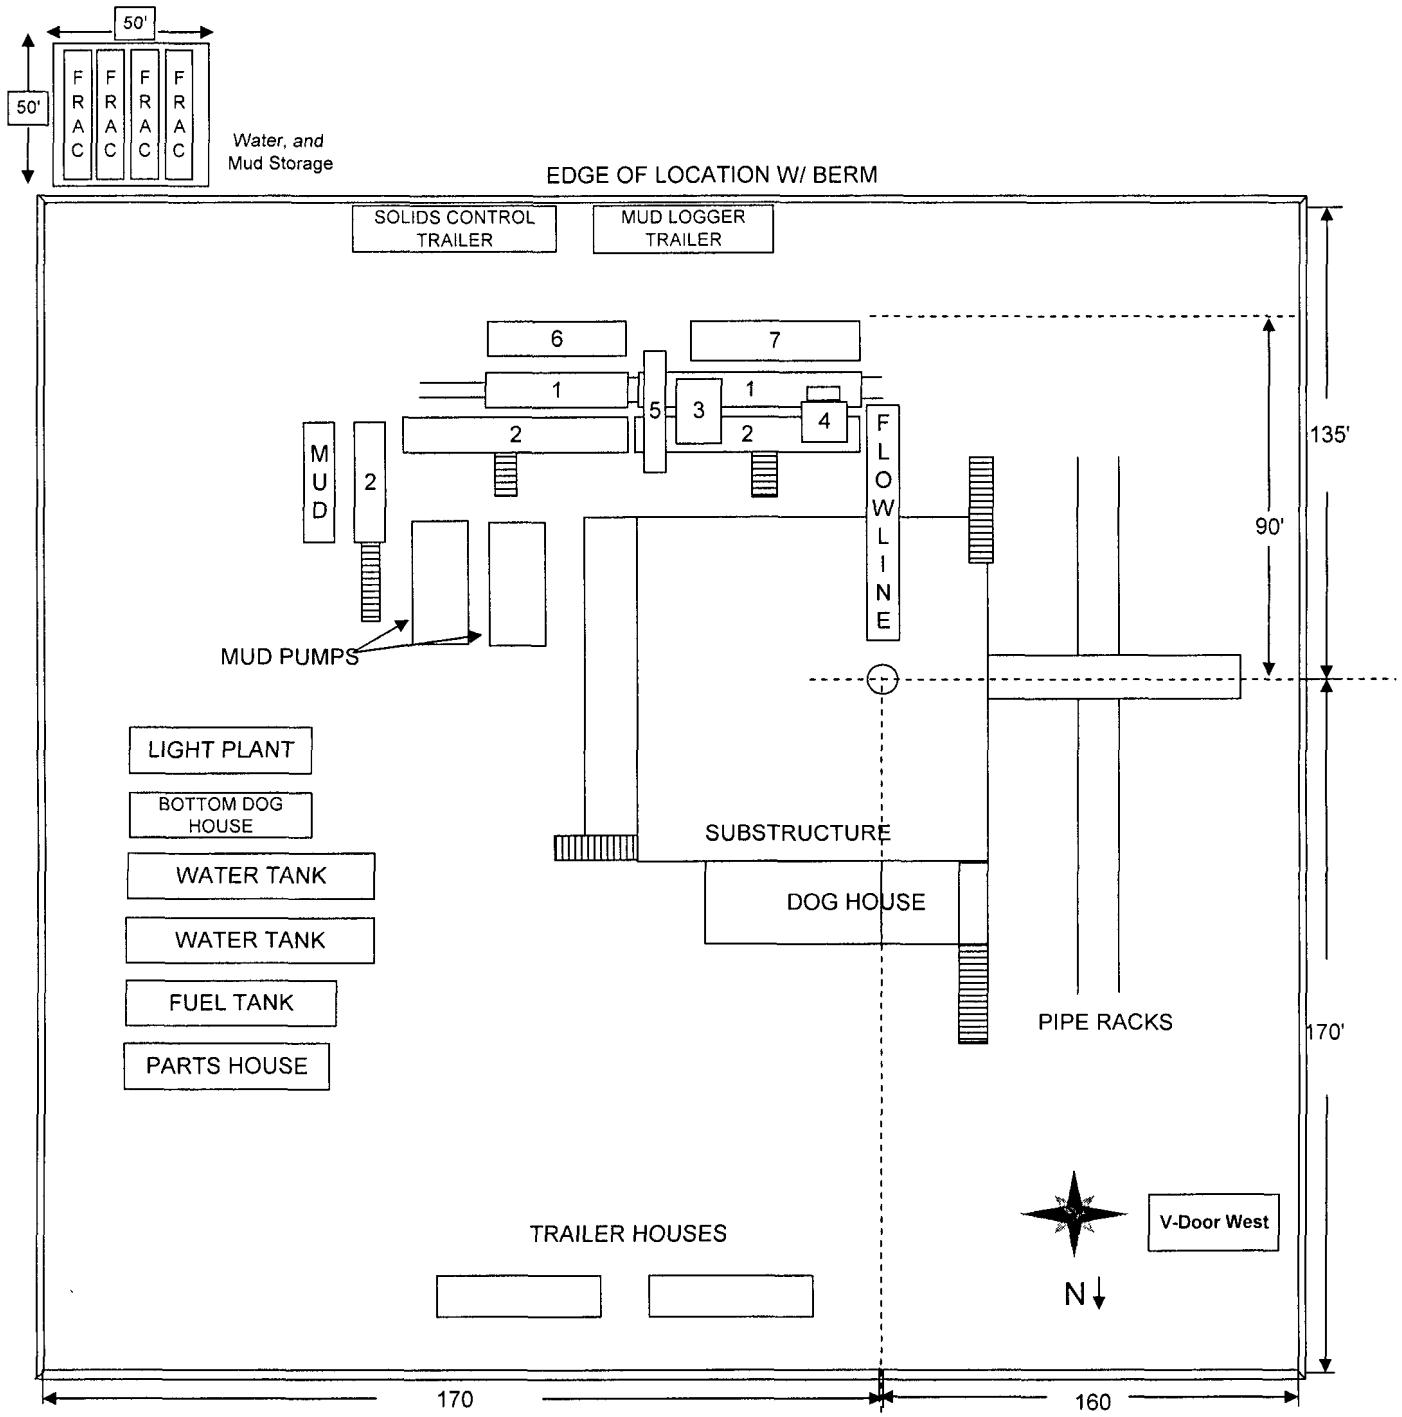 50'
50'
F R A C
F R A C
F R A C
F R A C
Water, and
Mud Storage
EDGE OF LOCATION W/ BERM
SOLIDS CONTROL
TRAILER
MUD LOGGER
TRAILER
6
7
1
1
5
3
4
2
2
2
M U D
F L O W L I N E
135'
90'
MUD PUMPS
LIGHT PLANT
BOTTOM DOG
HOUSE
SUBSTRUCTURE
WATER TANK
DOG HOUSE
WATER TANK
FUEL TANK
PIPE RACKS
170'
PARTS HOUSE
V-Door West
TRAILER HOUSES
N
170
160